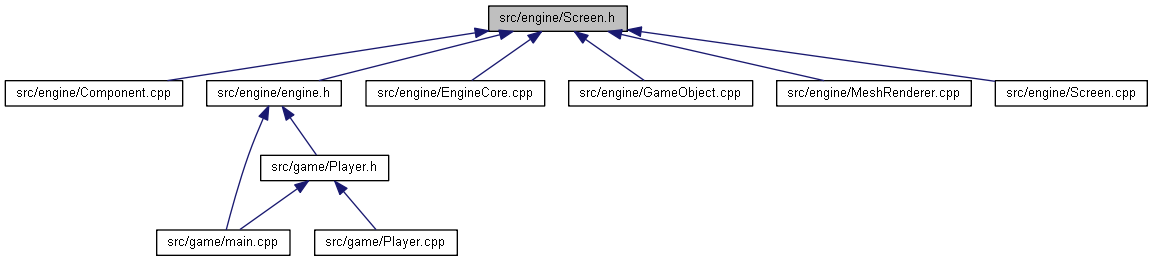 src/engine/Screen.h
src/engine/Component.cpp
src/engine/engine.h
src/engine/EngineCore.cpp
src/engine/GameObject.cpp
src/engine/MeshRenderer.cpp
src/engine/Screen.cpp
src/game/Player.h
src/game/main.cpp
src/game/Player.cpp